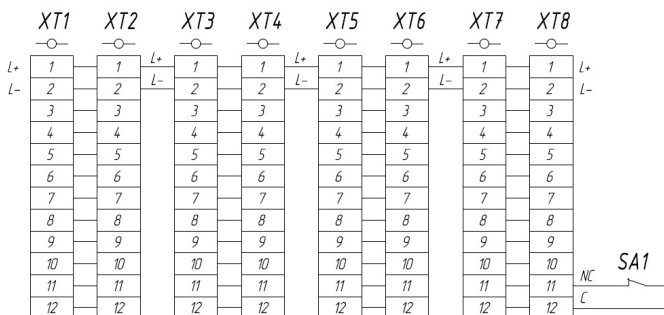 XT1 XT2 XT3 XT4 XT5 XT6 XT7 XT8
L+ L+ L+
L+ 1 1 1 1 1 1 1 1 L+
L- L- L-
L- 2 2 2 2 2 2 2 2 L-
3 3 3 3 3 3 3 3
4 4 4 4 4 4 4 4
5 5 5 5 5 5 5 5
6 6 6 6 6 6 6 6
7 7 7 7 7 7 7 7
8 8 8 8 8 8 8 8
9 9 9 9 9 9 9 9
10 10 10 10 10 10 10 10 SA1
11 11 11 11 11 11 11 11 NC
12 12 12 12 12 12 12 12 C